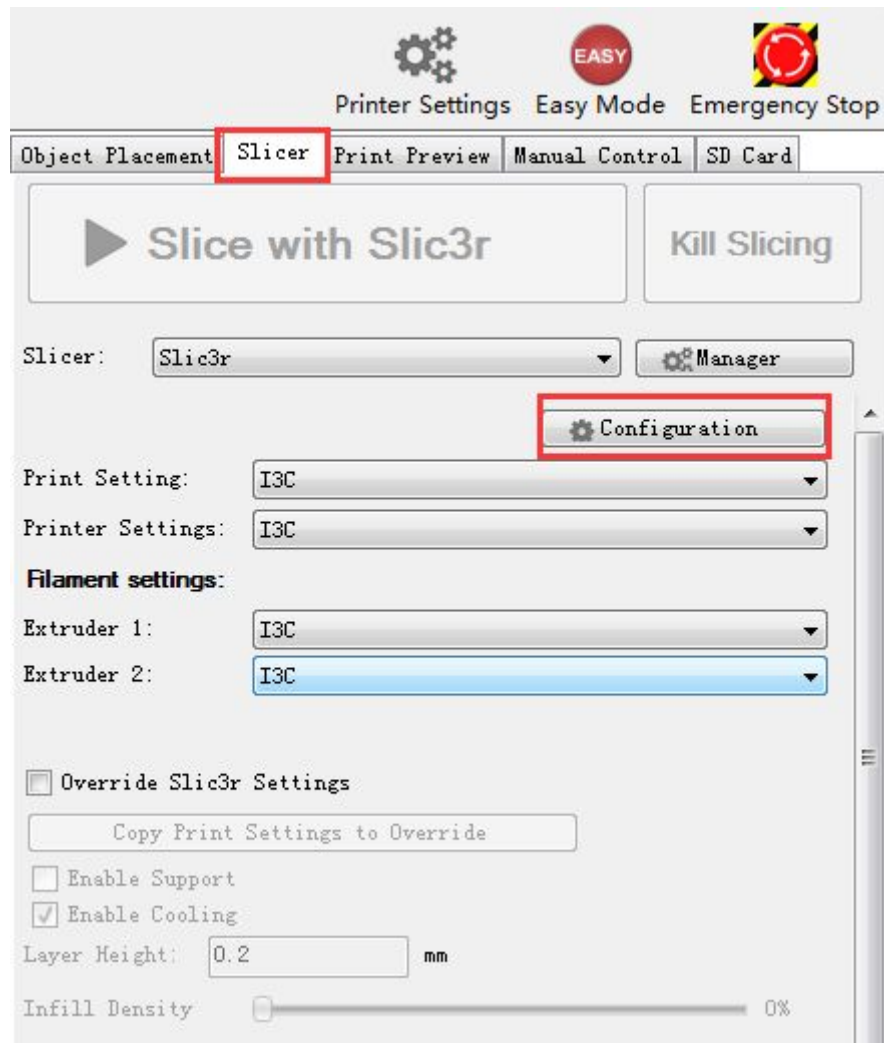 EASY
Printer Settings Easy Mode Emergency Stop
Object Placement Slicer Print Preview Manual Control SD Card
Slice with Slic3r Kill Slicing
Slicer: Slic3r Manager
Configuration
Print Setting: I3C
Printer Settings: I3C
Filament settings:
Extruder 1: I3C
Extruder 2: I3C
Override Slic3r Settings
Copy Print Settings to Override
Enable Support
Enable Cooling
Layer Height: 0.2 mm
Infill Density 0%